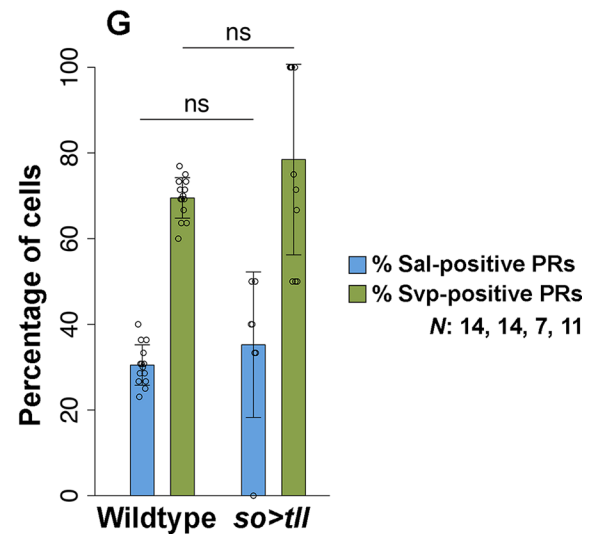 G
ns
ns
100
80
60
40
20
0
Percentage of cells
% Sal-positive PRs
% Svp-positive PRs
N: 14, 14, 7, 11
Wildtype so>tll